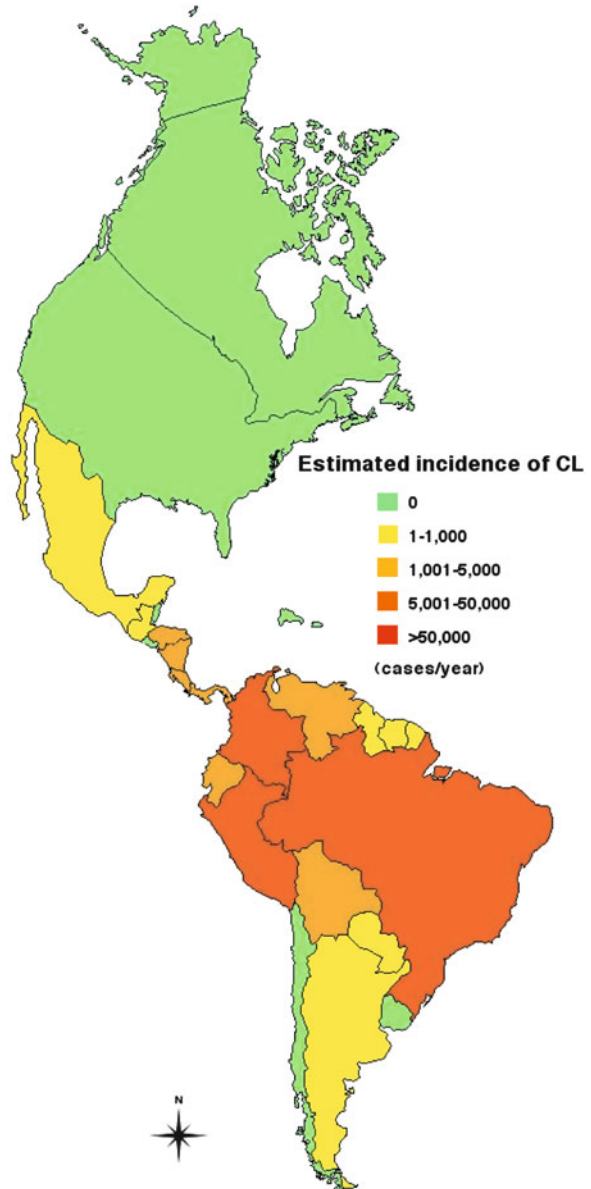 Estimated incidence of CL
0
1-1,000
1,001-5,000
5,001-50,000
>50,000
(cases/year)
N